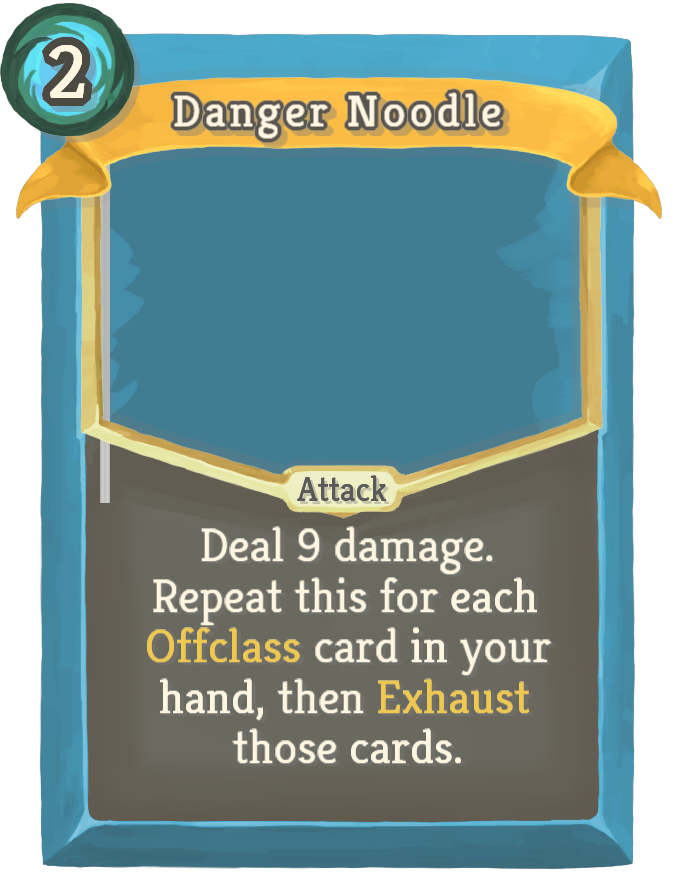 2
Danger Noodle
Attack
Deal 9 damage.
Repeat this for each
Offclass card in your
hand, then Exhaust
those cards.